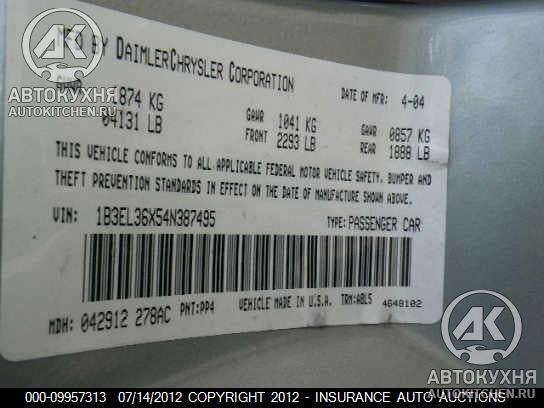 MFD BY DAIMLERCHRYSLER CORPORATION
DATE OF MFR: 4-04
GVWR 1874 KG
04131 LB
GAWR FRONT 1041 KG
2293 LB
GAWR REAR 0857 KG
1888 LB
THIS VEHICLE CONFORMS TO ALL APPLICABLE FEDERAL MOTOR VEHICLE SAFETY, BUMPER AND
THEFT PREVENTION STANDARDS IN EFFECT ON THE DATE OF MANUFACTURE SHOWN ABOVE.
VIN: 1B3EL36X54N387495
TYPE: PASSENGER CAR
MDH: 042912 278AC
PNT: PP4
VEHICLE MADE IN U.S.A.
TRM: ABL5
4648102
АВТОКУХНЯ
AUTOKITCHEN.RU
АВТОКУХНЯ
AUTOKITCHEN.RU
000-09957313 07/14/2012 COPYRIGHT 2012 - INSURANCE AUTO AUCTIONS